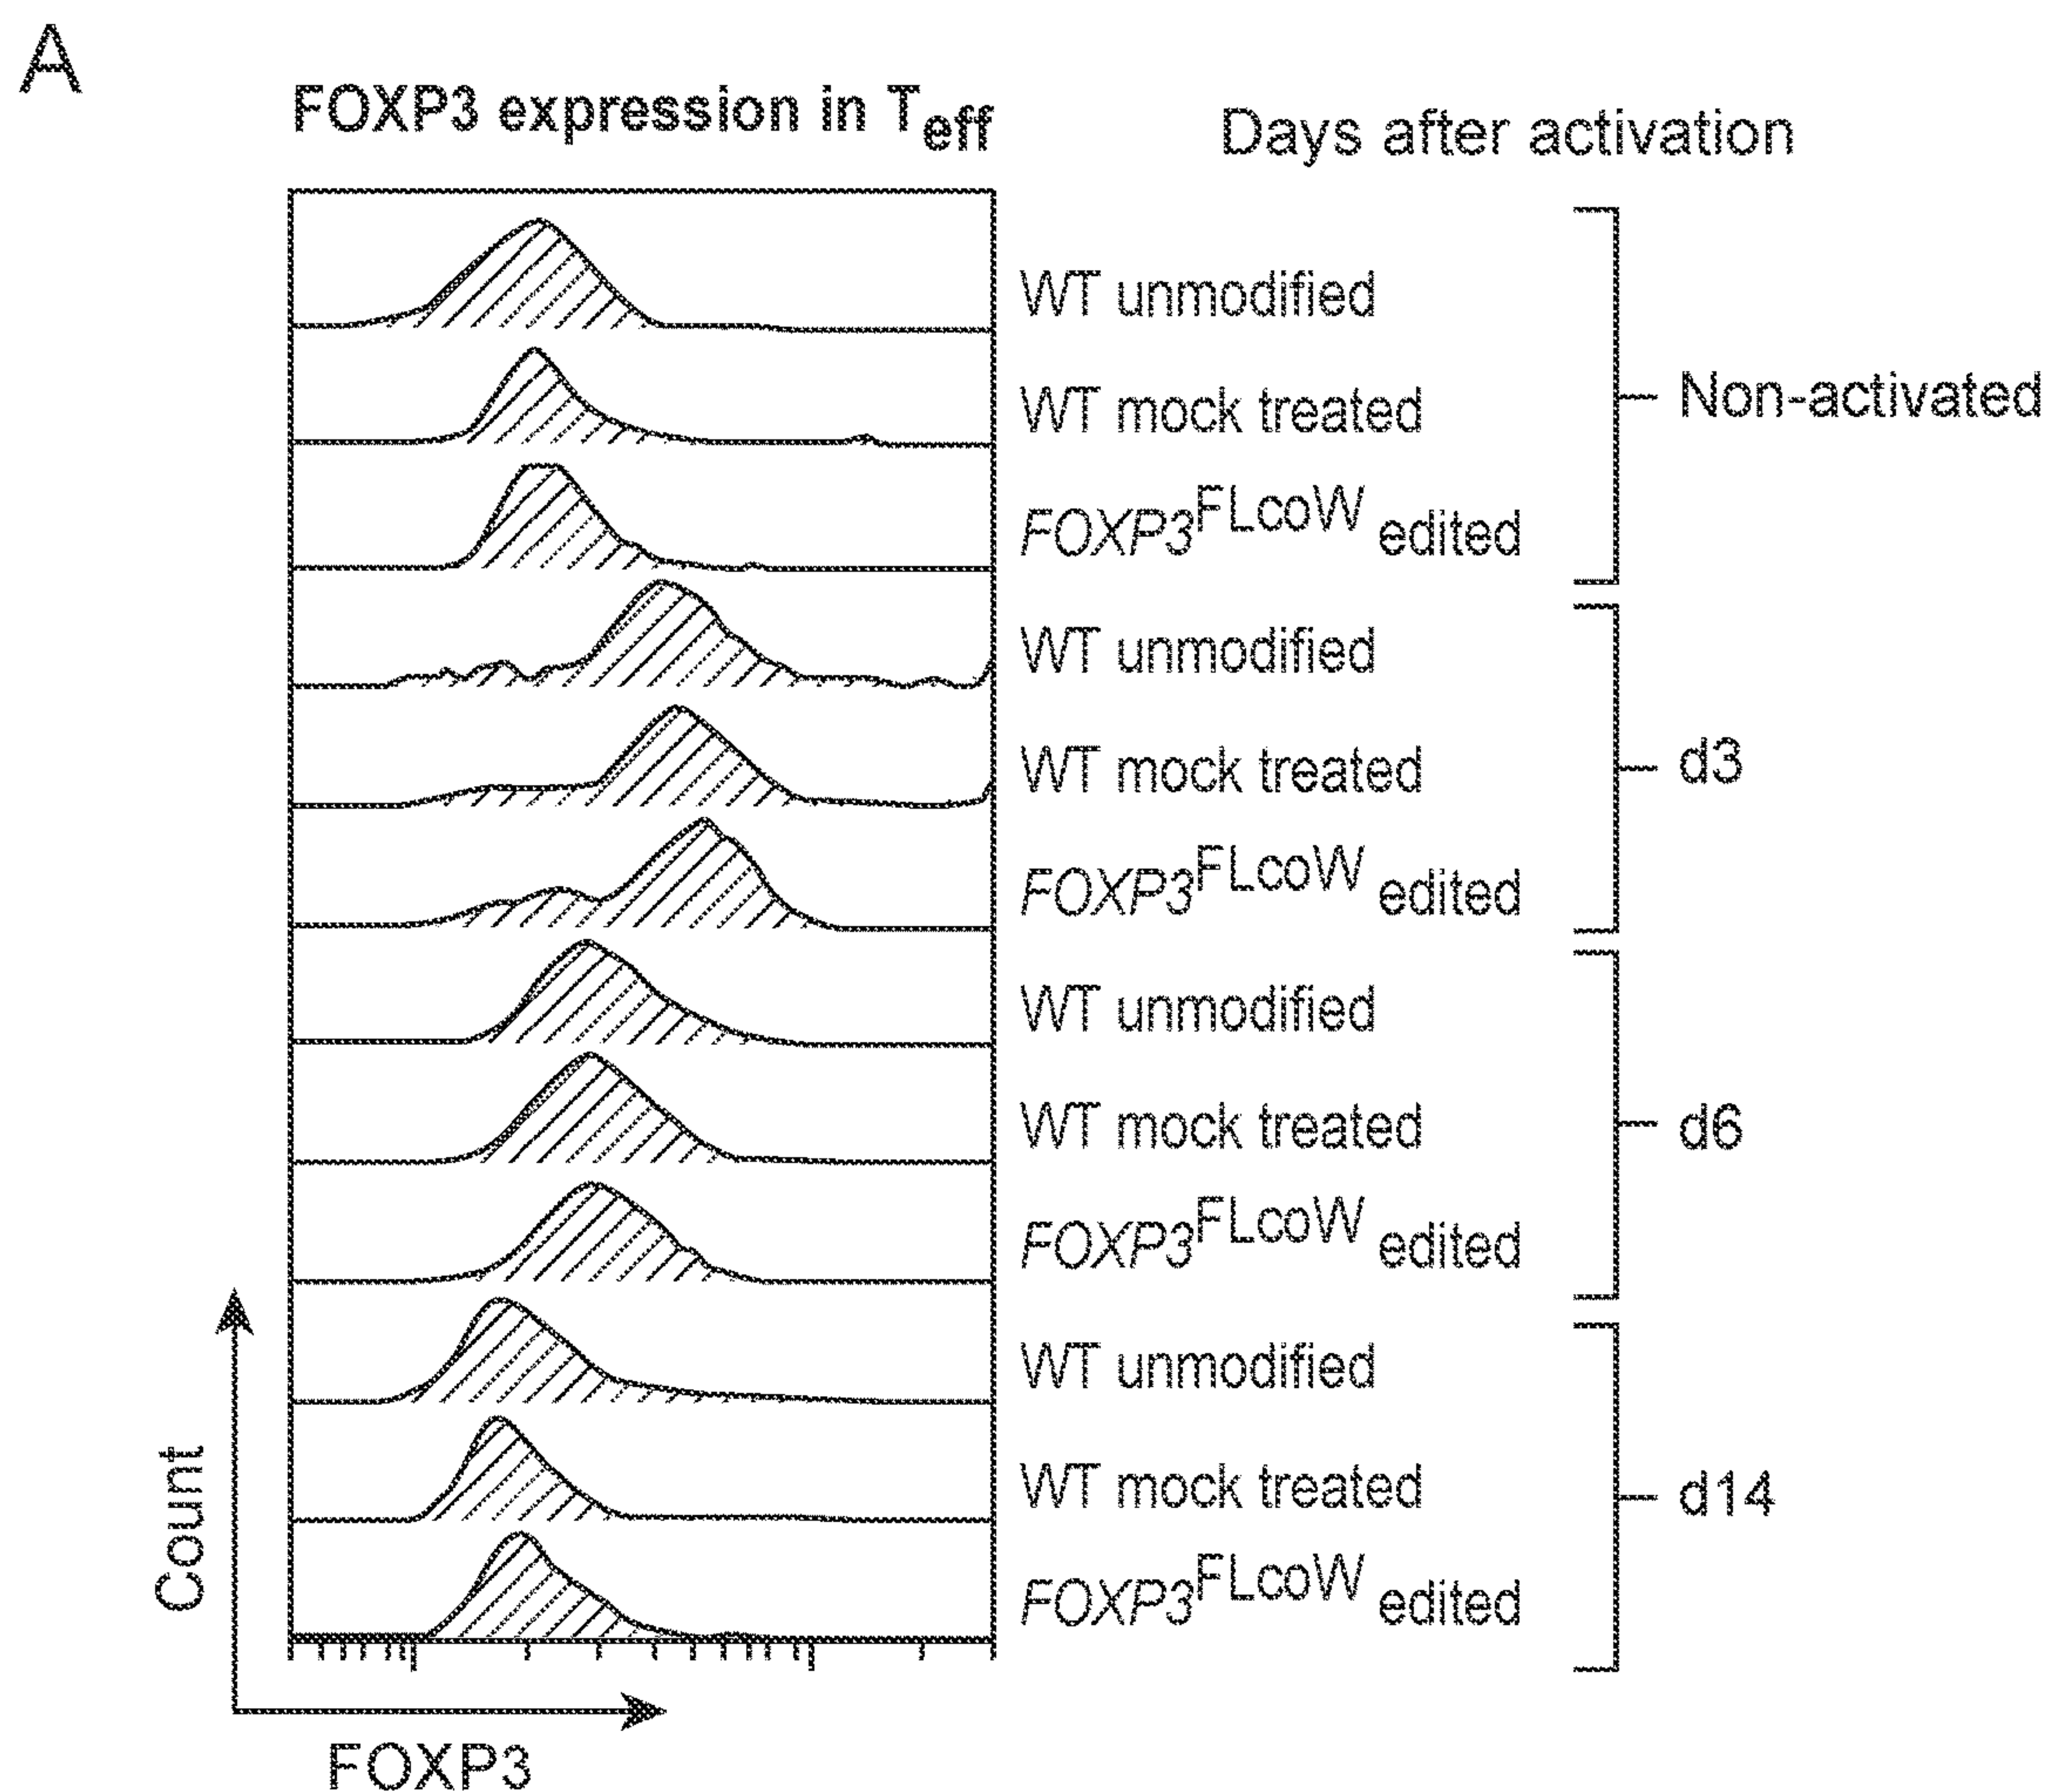 A
FOXP3 expression in Teff
Days after activation
WT unmodified
WT mock treated
FOXP3FLcoW edited
Non-activated
WT unmodified
WT mock treated
FOXP3FLcoW edited
d3
WT unmodified
WT mock treated
FOXP3FLcoW edited
d6
WT unmodified
WT mock treated
FOXP3FLcoW edited
d14
Count
FOXP3